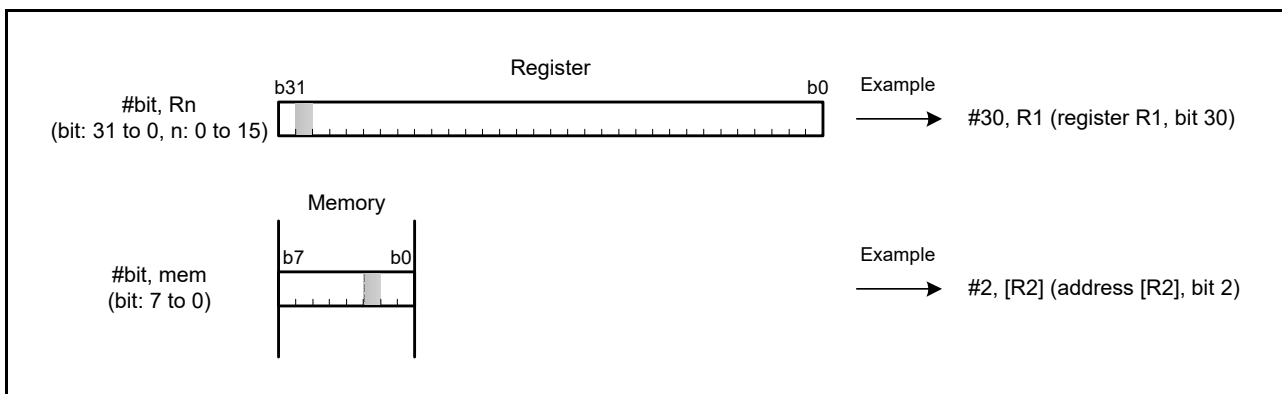 Register
b31 b0
#bit, Rn
(bit: 31 to 0, n: 0 to 15)
Example
#30, R1 (register R1, bit 30)
Memory
b7 b0
#bit, mem
(bit: 7 to 0)
Example
#2, [R2] (address [R2], bit 2)